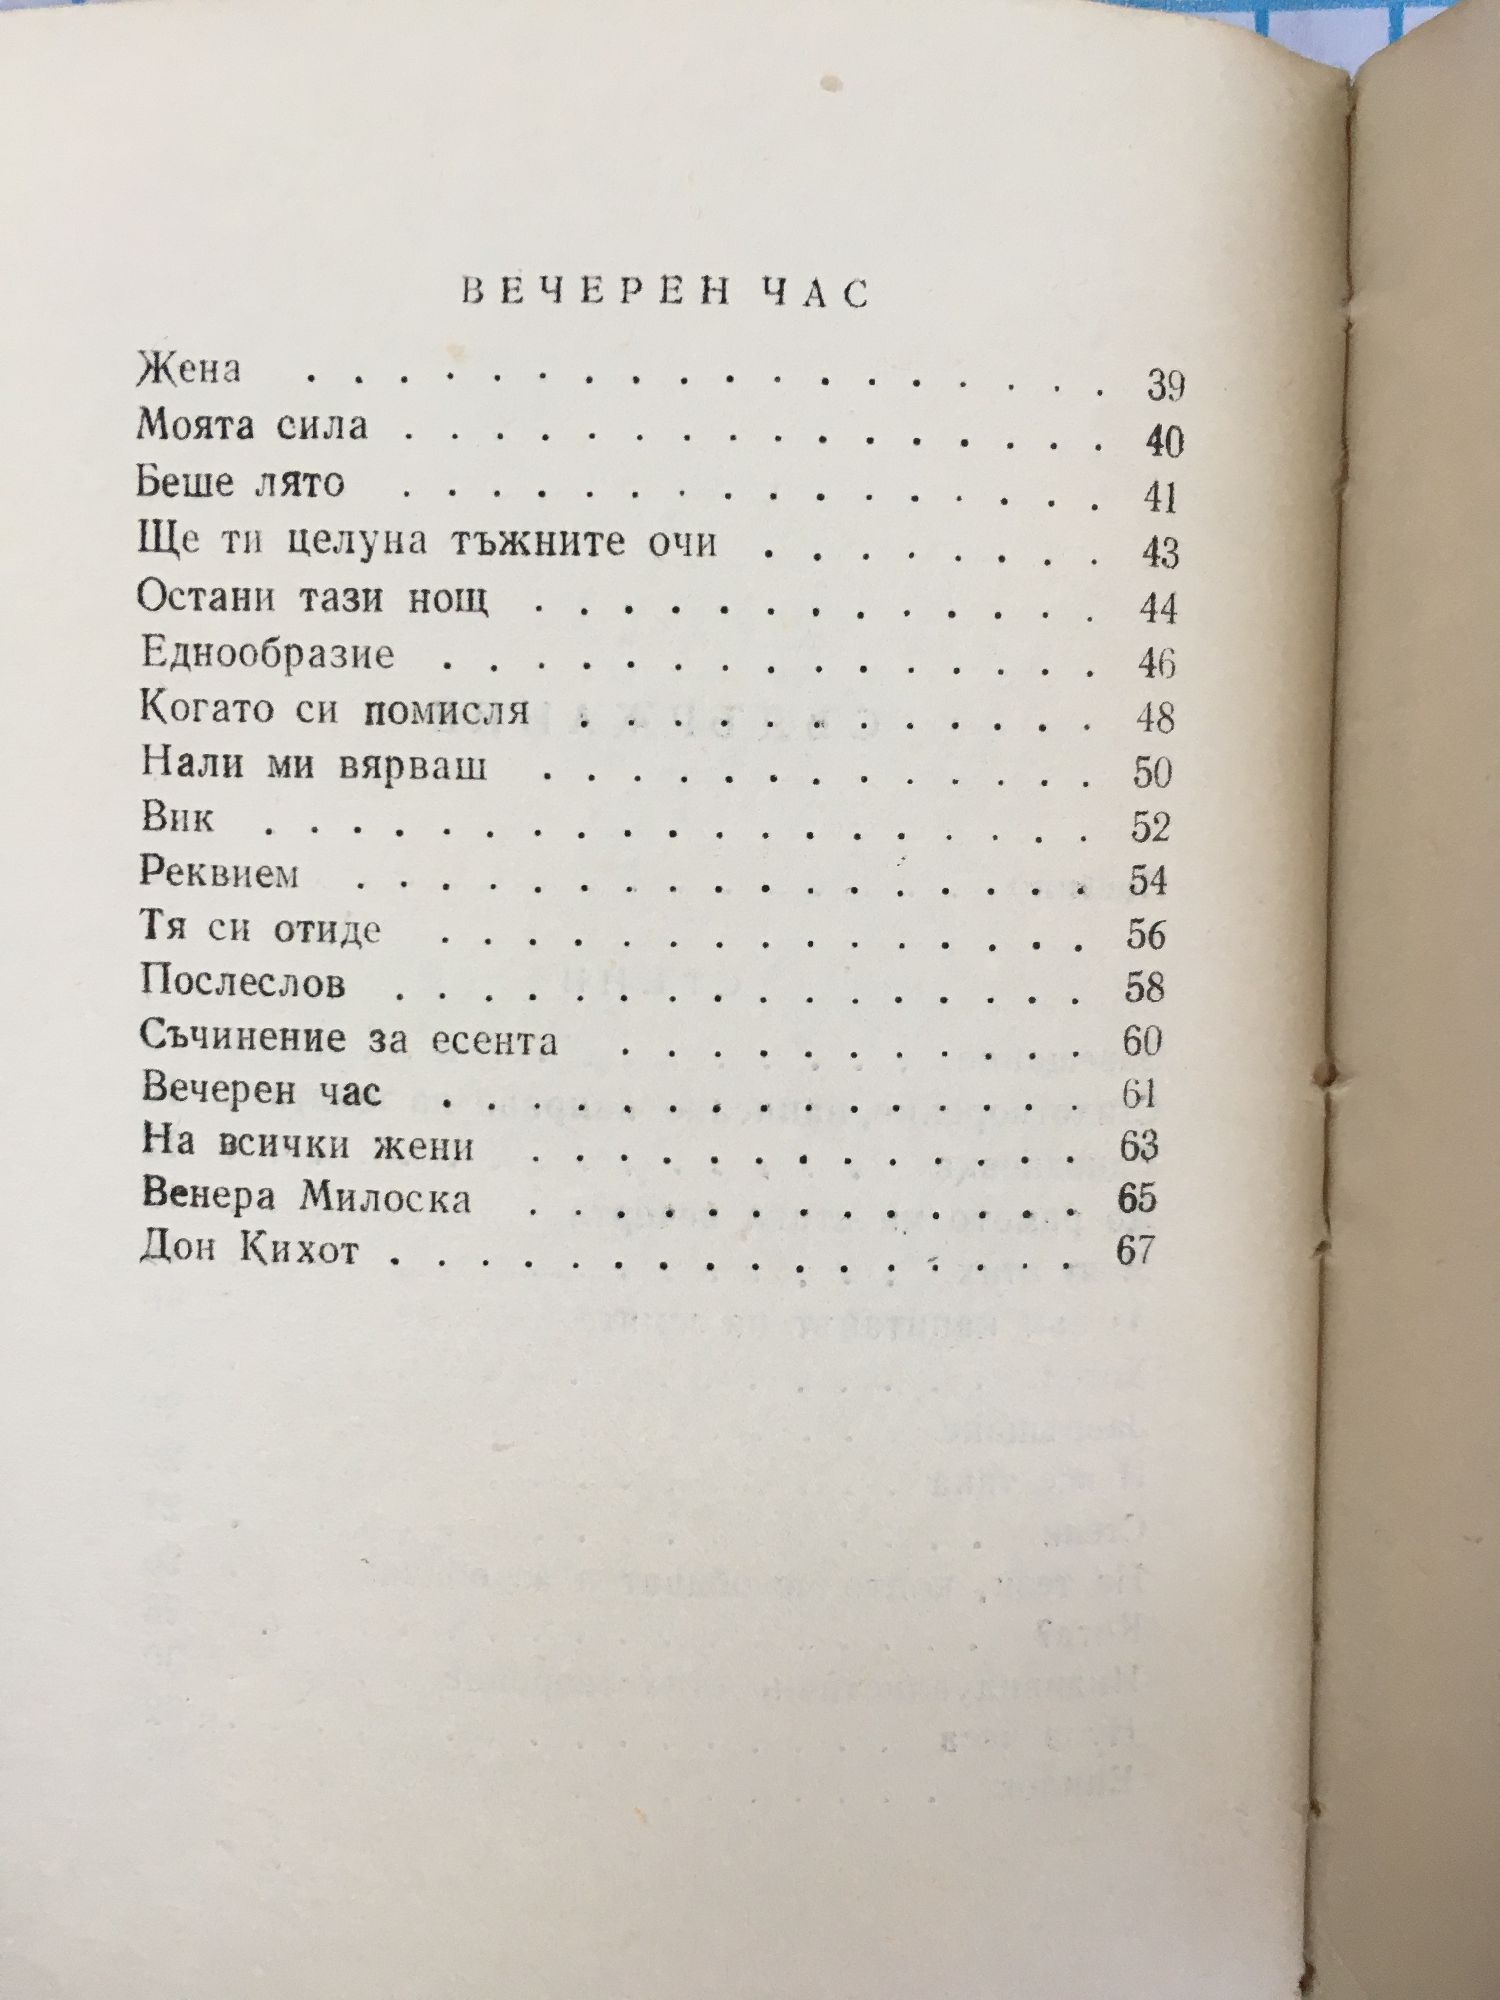 ВЕЧЕРЕН ЧАС
Жена . . . . . . . . . . . . . . . . . . 39
Моята сила . . . . . . . . . . . . . . . . 40
Беше лято . . . . . . . . . . . . . . . . 41
Ще ти целуна тъжните очи . . . . . . . . 43
Остани тази нощ . . . . . . . . . . . . . 44
Еднообразие . . . . . . . . . . . . . . . 46
Когато си помисля . . . . . . . . . . . . 48
Нали ми вярваш . . . . . . . . . . . . . 50
Вик . . . . . . . . . . . . . . . . . . . 52
Реквием . . . . . . . . . . . . . . . . . 54
Тя си отиде . . . . . . . . . . . . . . . 56
Послеслов . . . . . . . . . . . . . . . . 58
Съчинение за есента . . . . . . . . . . . 60
Вечерен час . . . . . . . . . . . . . . . 61
На всички жени . . . . . . . . . . . . . 63
Венера Милоска . . . . . . . . . . . . . 65
Дон Кихот . . . . . . . . . . . . . . . . 67